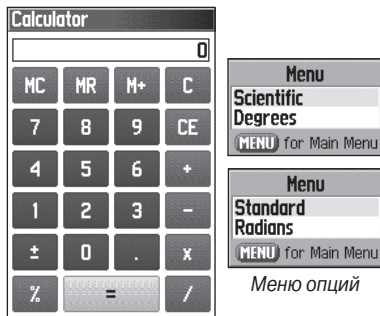 Calculator
0
MC MR M+ C
7 8 9 CE
4 5 6 +
1 2 3 -
± 0 . x
% = /
Menu
Scientific
Degrees
MENU for Main Menu
Menu
Standard
Radians
MENU for Main Menu
Меню опций